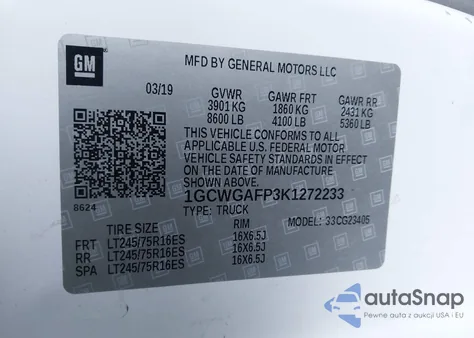 GM
MFD BY GENERAL MOTORS LLC
03/19
GVWR GAWR FRT GAWR RR
3901 KG 1860 KG 2431 KG
8600 LB 4100 LB 5360 LB
THIS VEHICLE CONFORMS TO ALL
APPLICABLE U.S. FEDERAL MOTOR
VEHICLE SAFETY STANDARDS IN EFFECT
ON THE DATE OF MANUFACTURE
SHOWN ABOVE.
8624
1GCWGAFP3K1272233
TYPE: TRUCK MODEL: 33CG23405
TIRE SIZE RIM
FRT LT245/75R16ES 16X6.5J
RR LT245/75R16ES 16X6.5J
SPA LT245/75R16ES 16X6.5J
autoSnap
Pewne auta z aukcji USA i EU